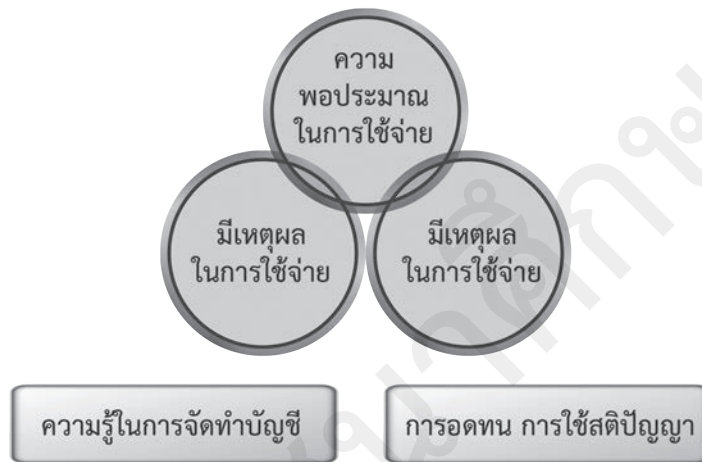 ความ
พอประมาณ
ในการใช้จ่าย
มีเหตุผล
ในการใช้จ่าย
มีเหตุผล
ในการใช้จ่าย
ความรู้ในการจัดทำบัญชี
การอดทน การใช้สติปัญญา